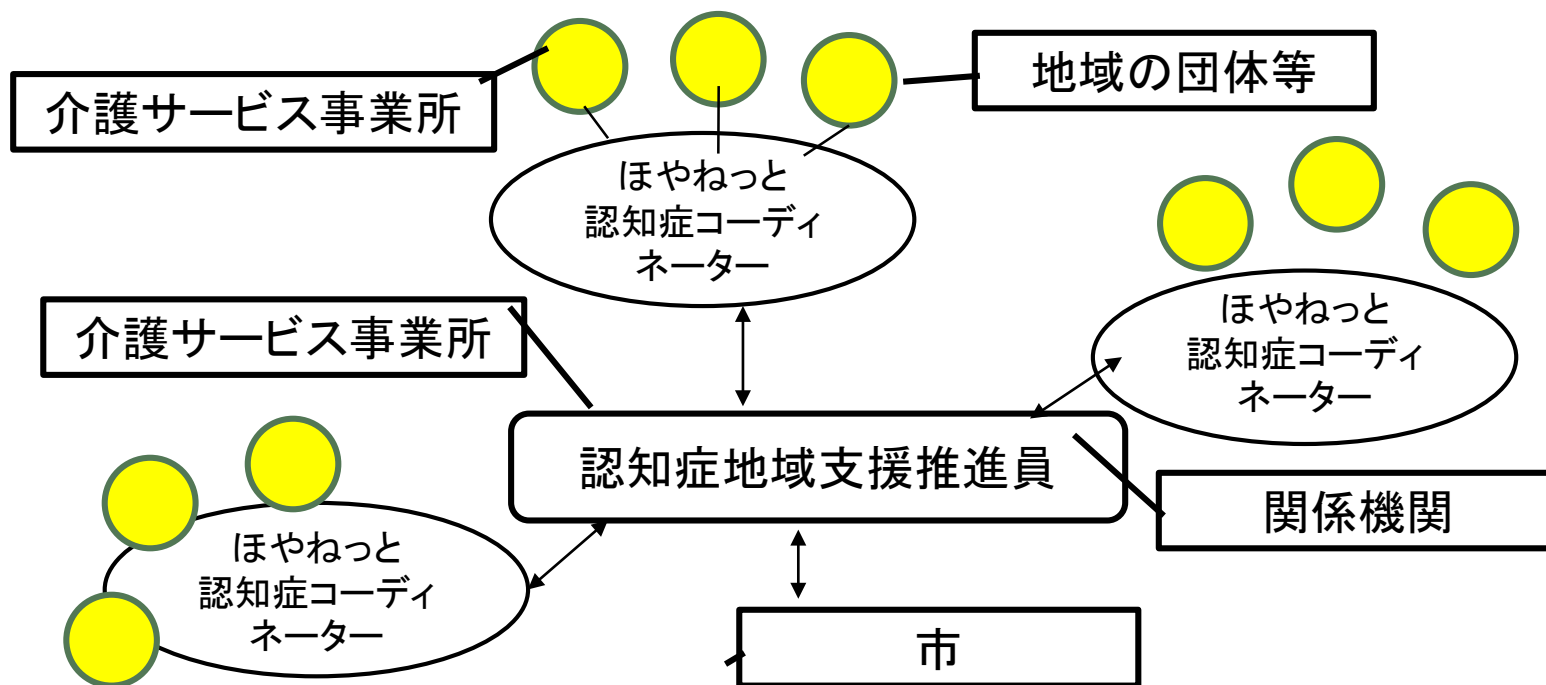 地域の団体等
介護サービス事業所
ほやねっと
認知症コーディ
ネーター
介護サービス事業所
ほやねっと
認知症コーディ
ネーター
認知症地域支援推進員
関係機関
ほやねっと
認知症コーディ
ネーター
市